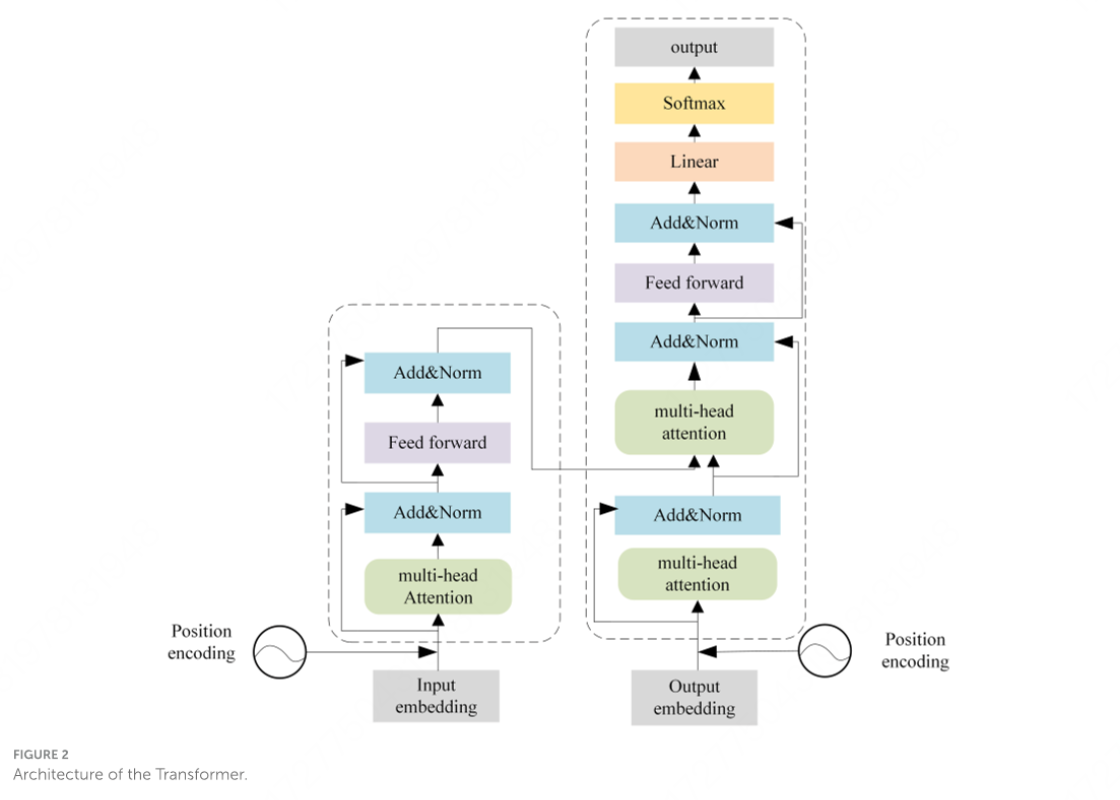 output
Softmax
Linear
Add&Norm
Feed forward
Add&Norm
multi-head
attention
Add&Norm
multi-head
attention
Add&Norm
Feed forward
Add&Norm
multi-head
Attention
Position
encoding
Input
embedding
Output
embedding
Position
encoding
FIGURE 2
Architecture of the Transformer.